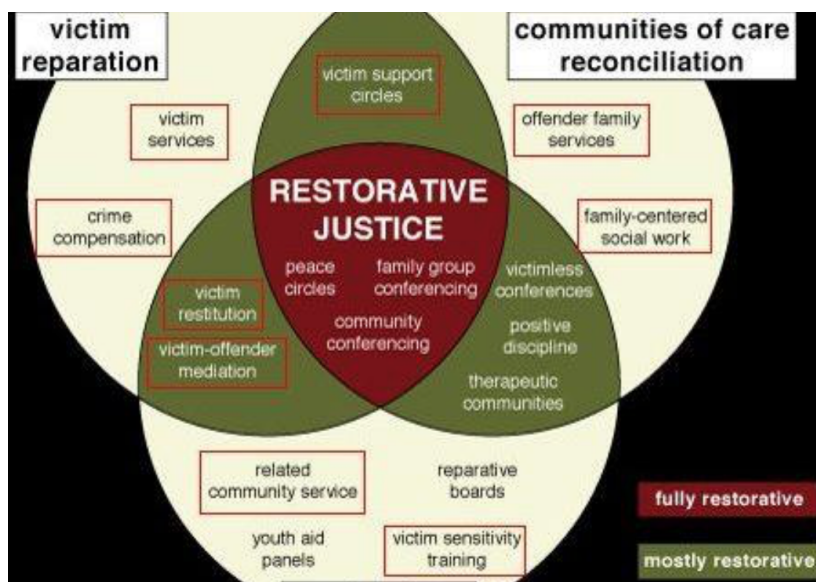 victim
reparation
communities of care
reconciliation
victim support
circles
victim
services
offender family
services
crime
compensation
family-centered
social work
RESTORATIVE
JUSTICE
peace
circles
family group
conferencing
community
conferencing
victimless
conferences
positive
discipline
therapeutic
communities
victim
restitution
victim-offender
mediation
related
community service
reparative
boards
youth aid
panels
victim sensitivity
training
fully restorative
mostly restorative